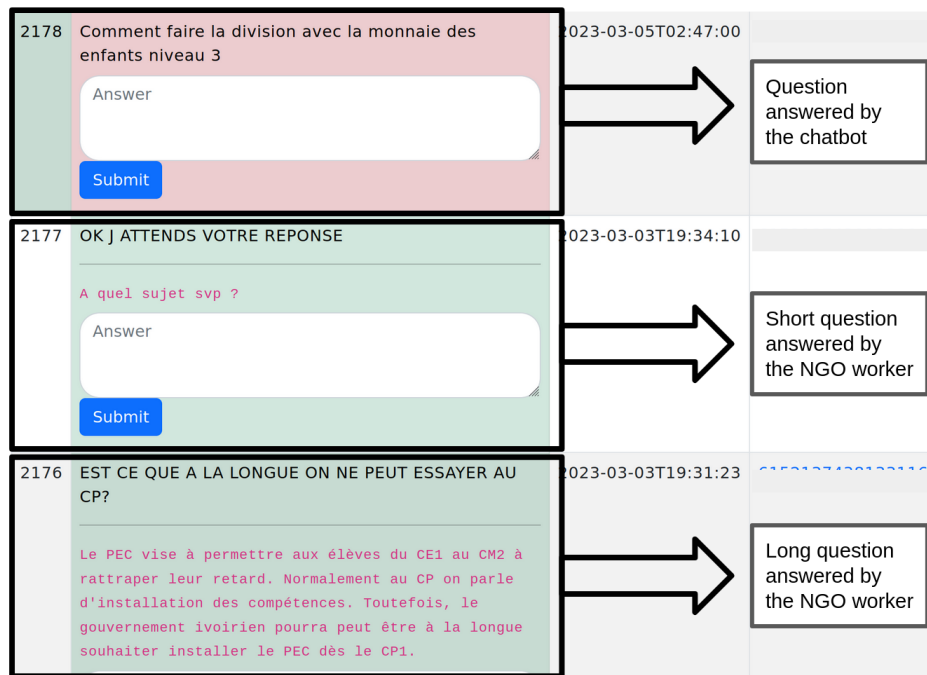 2178
Comment faire la division avec la monnaie des
enfants niveau 3
Answer
Submit
2023-03-05T02:47:00
Question
answered by
the chatbot
2177
OK J ATTENDS VOTRE REPONSE
A quel sujet svp ?
Answer
Submit
2023-03-03T19:34:10
Short question
answered by
the NGO worker
2176
EST CE QUE A LA LONGUE ON NE PEUT ESSAYER AU
CP?
Le PEC vise à permettre aux élèves du CE1 au CM2 à
rattraper leur retard. Normalement au CP on parle
d'installation des compétences. Toutefois, le
gouvernement ivoirien pourra peut être à la longue
souhaiter installer le PEC dès le CP1.
2023-03-03T19:31:23
Long question
answered by
the NGO worker